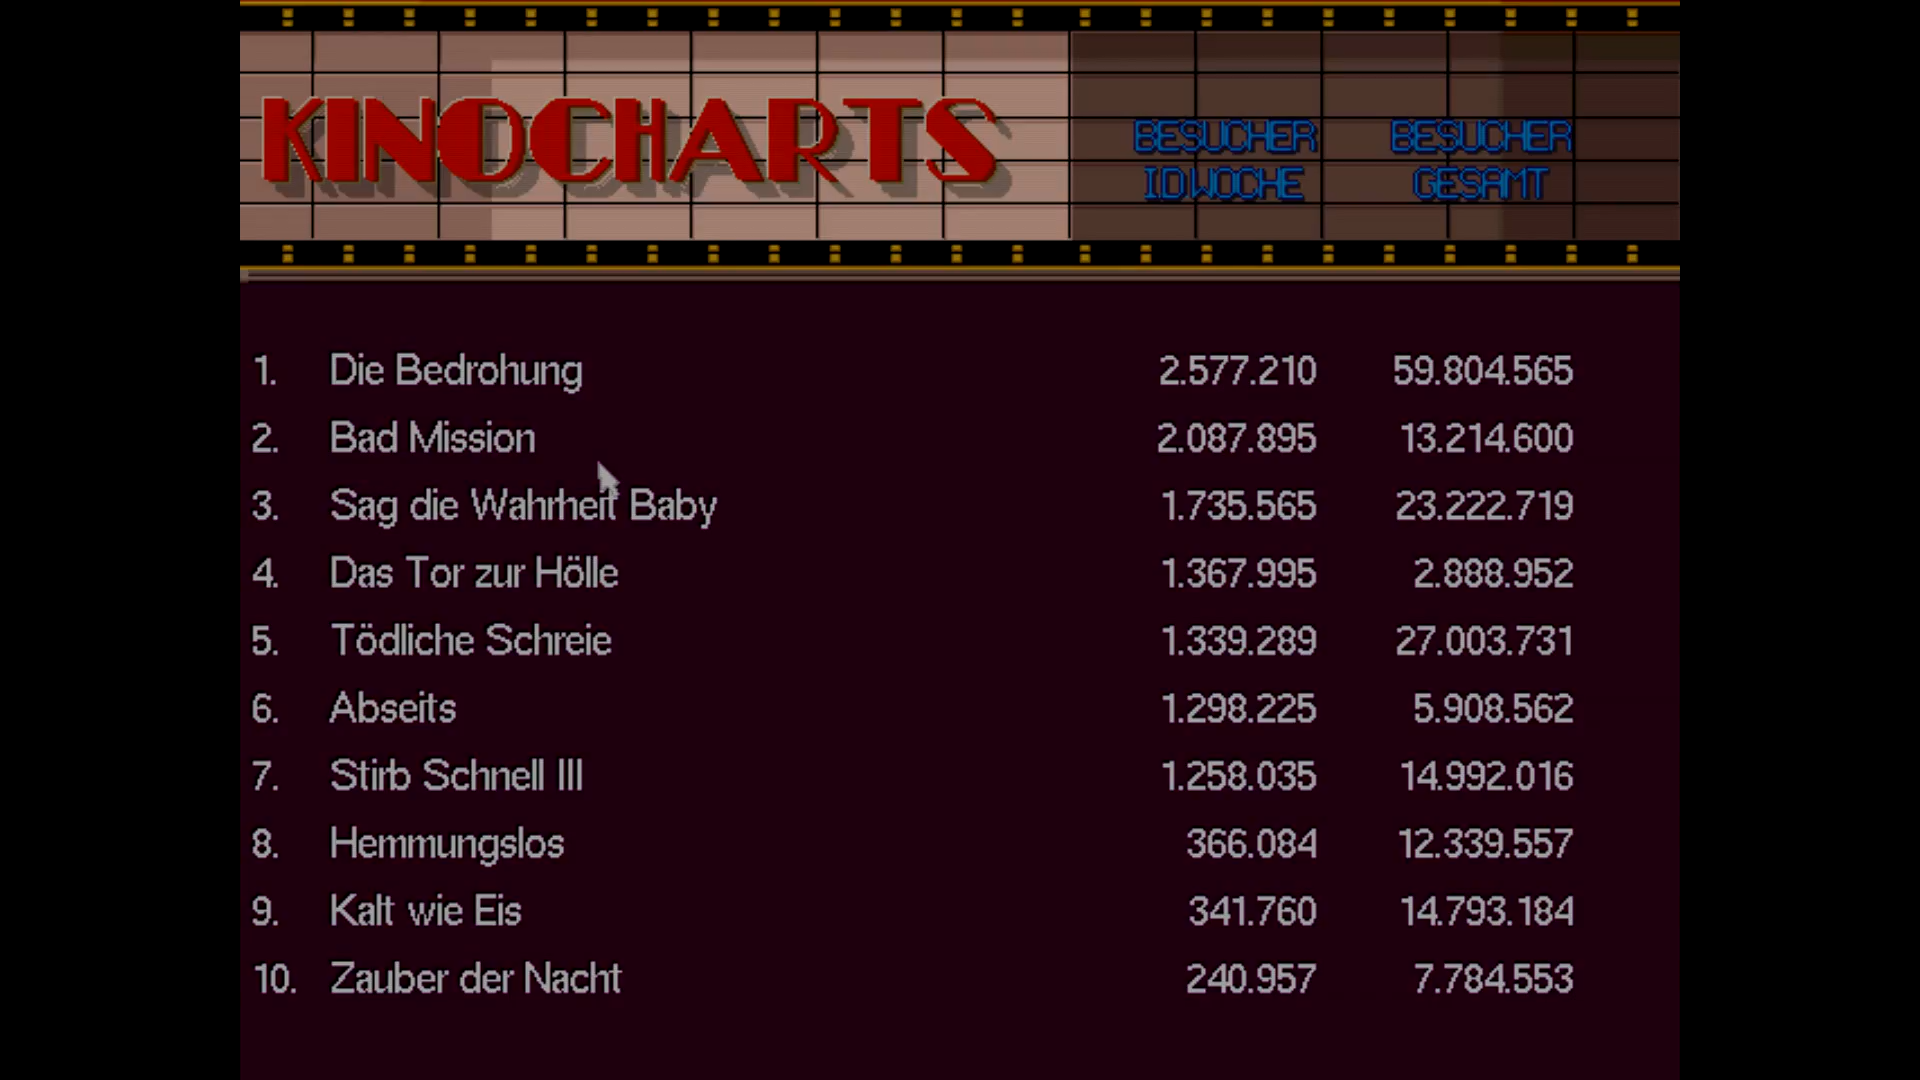 KINOCHARTS
BESUCHER BESUCHER
I D WOCHE GESAMT
1. Die Bedrohung 2.577.210 59.804.565
2. Bad Mission 2.087.895 13.214.600
3. Sag die Wahrheit Baby 1.735.565 23.222.719
4. Das Tor zur Hölle 1.367.995 2.888.952
5. Tödliche Schreie 1.339.289 27.003.731
6. Abseits 1.298.225 5.908.562
7. Stirb Schnell III 1.258.035 14.992.016
8. Hemmungslos 366.084 12.339.557
9. Kalt wie Eis 341.760 14.793.184
10. Zauber der Nacht 240.957 7.784.553